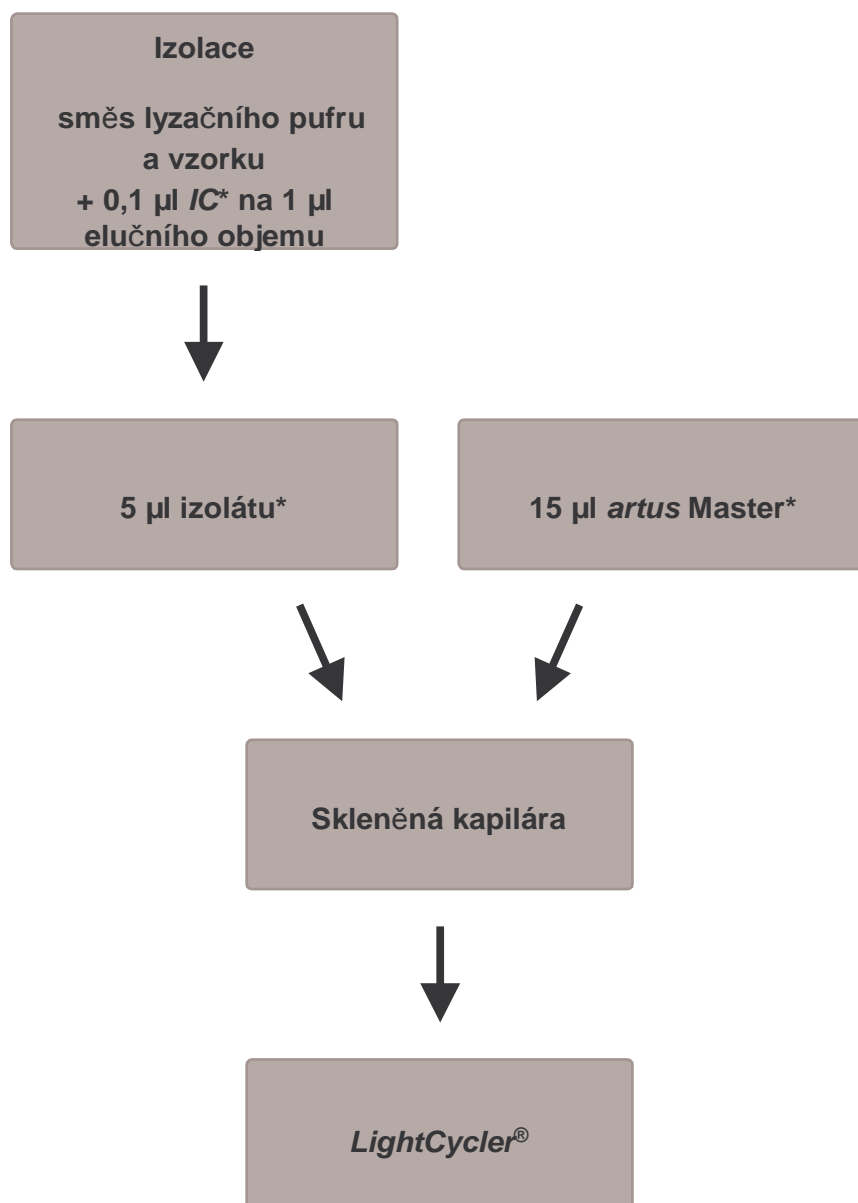 Izolace
směs lyzačního pufru
a vzorku
+ 0,1 µl IC* na 1 µl
elučního objemu
5 µl izolátu*
15 µl artus Master*
Skleněná kapilára
LightCycler®